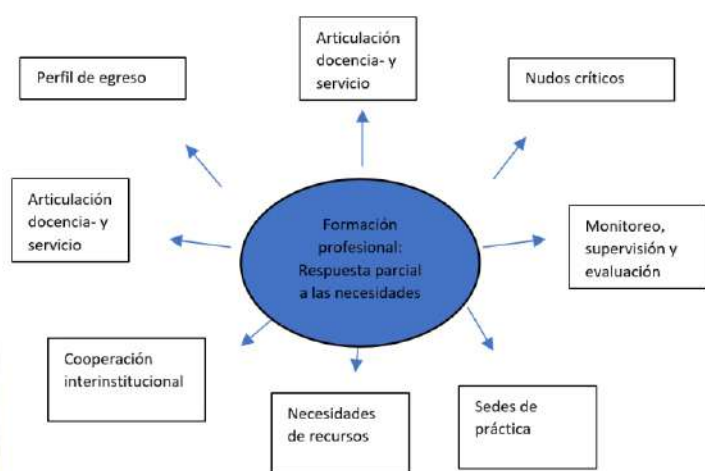 Articulación
docencia- y
servicio
Perfil de egreso
Nudos críticos
Articulación
docencia- y
servicio
Formación
profesional:
Respuesta parcial
a las necesidades
Monitoreo,
supervisión y
evaluación
Cooperación
interinstitucional
Necesidades
de recursos
Sedes de
práctica